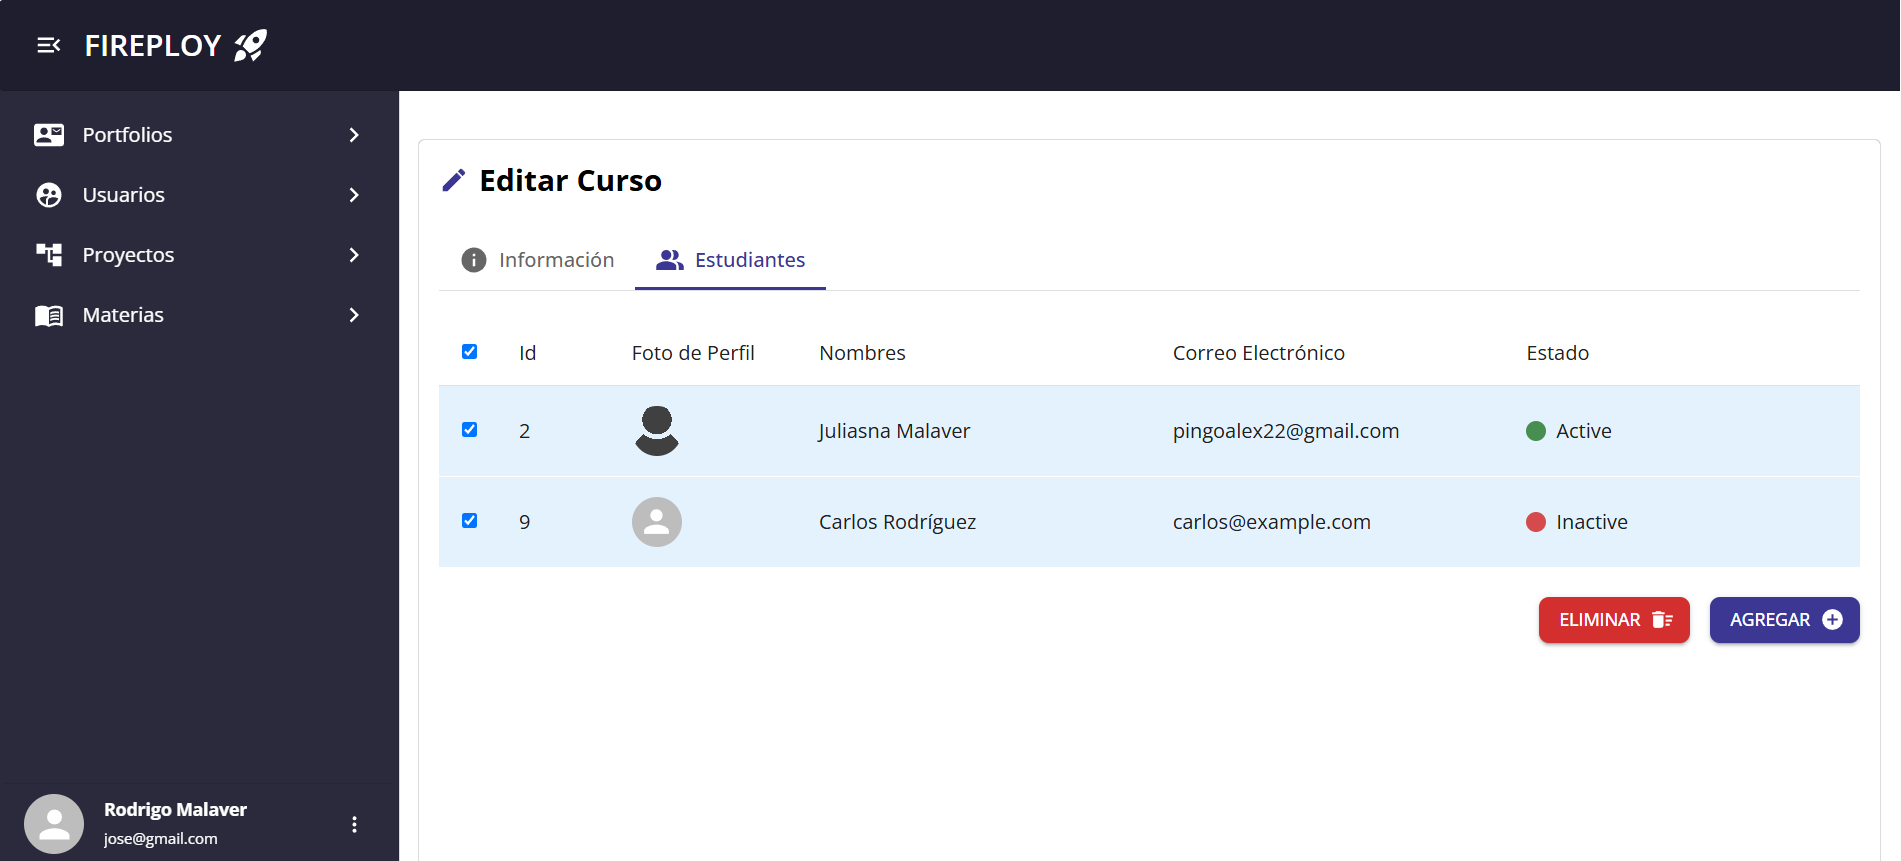 FIREPLOY
Portfolios
Usuarios
Proyectos
Materias
Rodrigo Malaver
jose@gmail.com
Editar Curso
Información Estudiantes
Id Foto de Perfil Nombres Correo Electrónico Estado
2 Juliasna Malaver pingoalex22@gmail.com Active
9 Carlos Rodríguez carlos@example.com Inactive
ELIMINAR AGREGAR